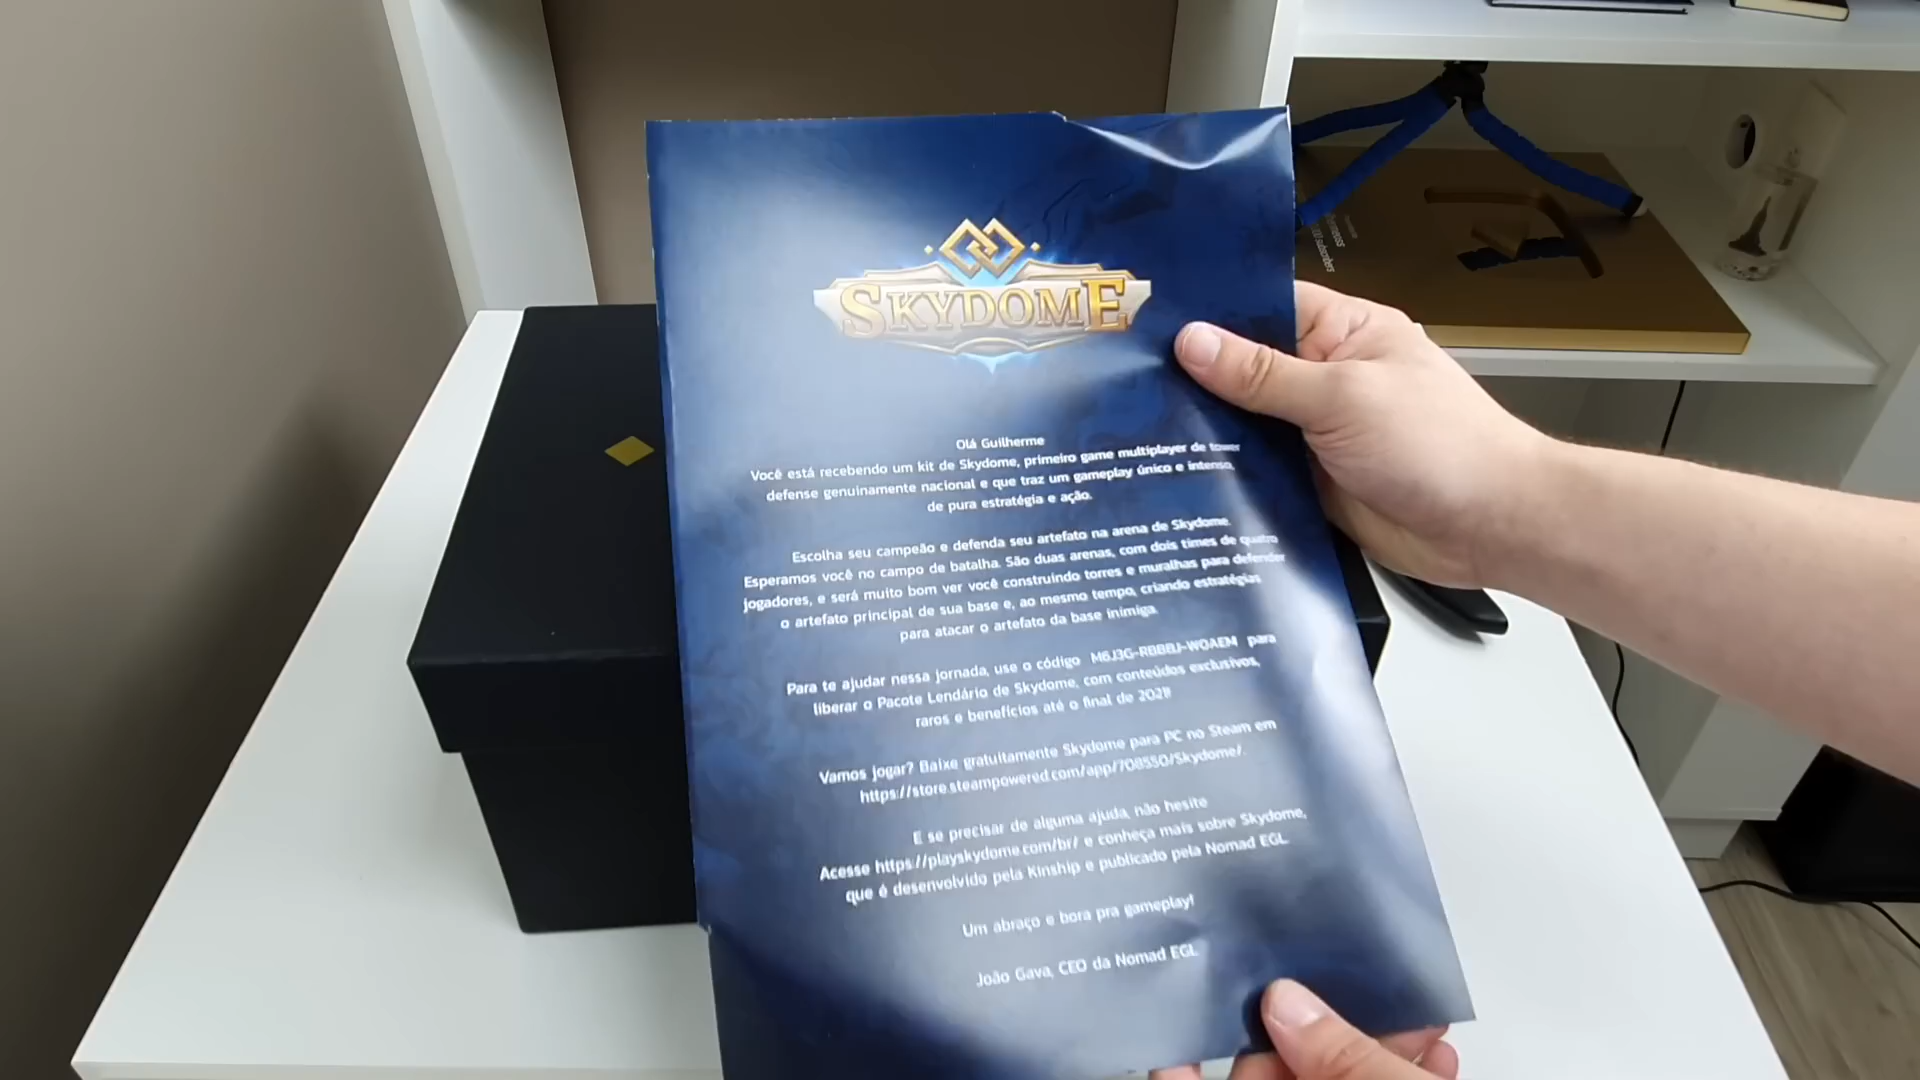 SKYDOME
Olá Guilherme
Você está recebendo um kit de Skydome, primeiro game multiplayer de tower
defense genuinamente nacional e que traz um gameplay único e intenso,
de pura estratégia e ação.
Escolha seu campeão e defenda seu artefato na arena de Skydome.
Esperamos você no campo de batalha. São duas arenas, com dois times de quatro
jogadores, e será muito bom ver você construindo torres e muralhas para defender
o artefato principal de sua base e, ao mesmo tempo, criando estratégias
para atacar o artefato da base inimiga.
Para te ajudar nessa jornada, use o código M6J3G-RBBBJ-WOAEM para
liberar o Pacote Lendário de Skydome, com conteúdos exclusivos,
raros e benefícios até o final de 2021!
Vamos jogar? Baixe gratuitamente Skydome para PC no Steam em
https://store.steampowered.com/app/708550/Skydome/.
E se precisar de alguma ajuda, não hesite
Acesse https://playskydome.com/br/ e conheça mais sobre Skydome,
que é desenvolvido pela Kinship e publicado pela Nomad EGL.
Um abraço e bora pra gameplay!
João Gava, CEO da Nomad EGL
subscribers